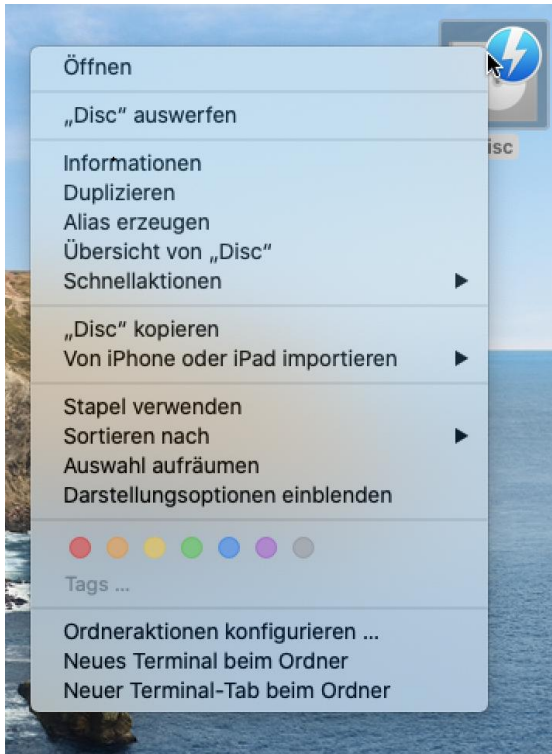 Öffnen
„Disc“ auswerfen
Informationen
Duplizieren
Alias erzeugen
Übersicht von „Disc“
Schnellaktionen
„Disc“ kopieren
Von iPhone oder iPad importieren
Stapel verwenden
Sortieren nach
Auswahl aufräumen
Darstellungsoptionen einblenden
Tags ...
Ordneraktionen konfigurieren ...
Neues Terminal beim Ordner
Neuer Terminal-Tab beim Ordner
isc